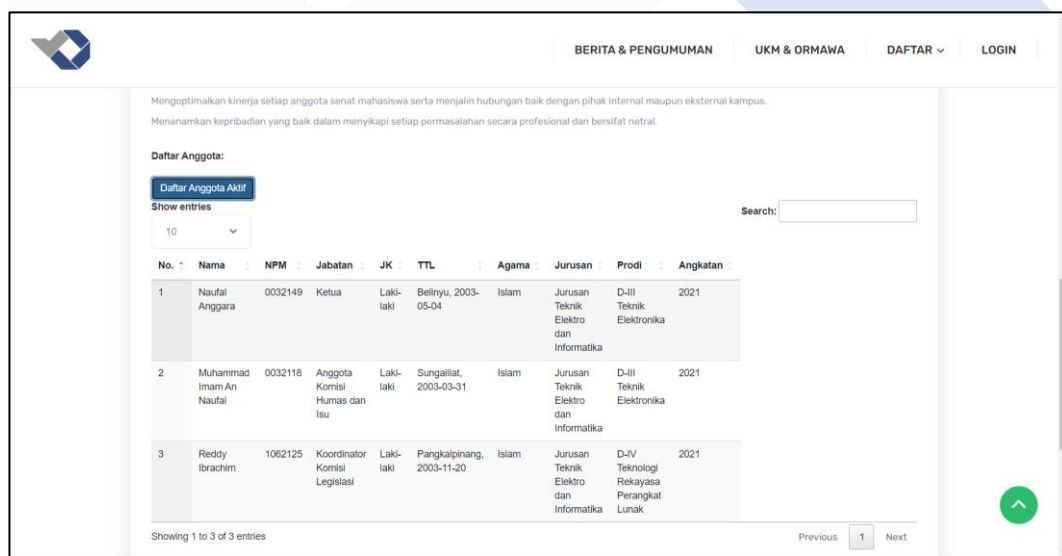 BERITA & PENGUMUMAN UKM & ORMAWA DAFTAR LOGIN
Mengoptimalkan kinerja setiap anggota senat mahasiswa serta menjalin hubungan baik dengan pihak internal maupun eksternal kampus.
Menanamkan kepribadian yang baik dalam menyikapi setiap permasalahan secara profesional dan bersifat netral.
Daftar Anggota:
Daftar Anggota Aktif
Show entries
Search:
10
No. Nama NPM Jabatan JK TTL Agama Jurusan Prodi Angkatan
1 Naufal 0032149 Ketua Laki- Belinyu, 2003- Islam Jurusan D-III 2021
Anggara laki 05-04 Teknik Teknik
Elektro Elektronika
dan
Informatika
2 Muhammad 0032118 Anggota Laki- Sungailiat, Islam Jurusan D-III 2021
Imam An Komisi laki 2003-03-31 Teknik Teknik
Naufal Humas dan Elektro Elektronika
Isu dan
Informatika
3 Reddy 1062125 Koordinator Laki- Pangkalpinang, Islam Jurusan D-IV 2021
Ibrachim Komisi laki 2003-11-20 Teknik Teknologi
Legislasi Elektro Rekayasa
dan Perangkat
Informatika Lunak
Showing 1 to 3 of 3 entries
Previous 1 Next